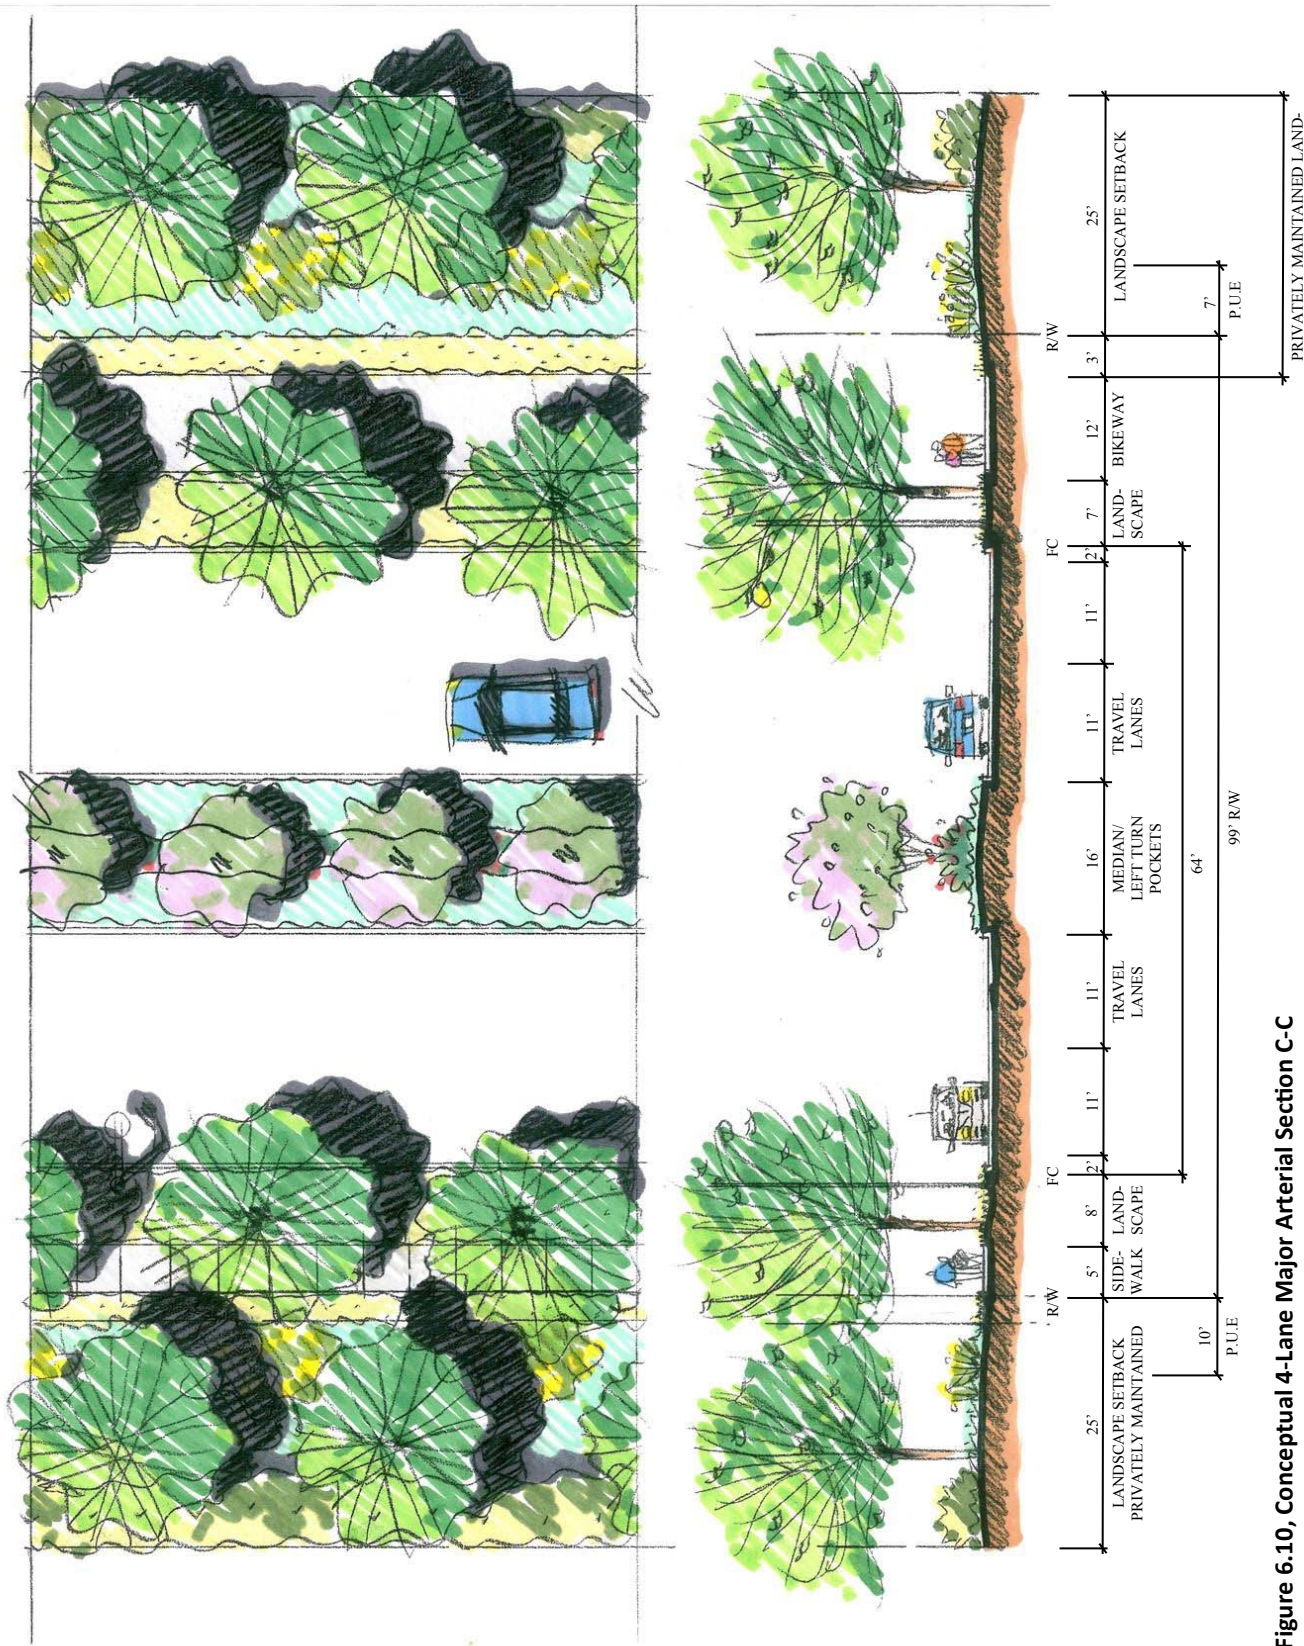 FC
FC
R/W
R/W
25'
5'
8'
2'
11'
11'
16'
11'
11'
2'
7'
12'
3'
25'
LANDSCAPE SETBACK
PRIVATELY MAINTAINED
SIDE-
WALK
LAND-
SCAPE
TRAVEL
LANES
MEDIAN/
LEFT TURN
POCKETS
TRAVEL
LANES
LAND-
SCAPE
BIKEWAY
LANDSCAPE SETBACK
64'
10'
P.U.E
99' R/W
7'
P.U.E
PRIVATELY MAINTAINED LAND-
Figure 6.10, Conceptual 4-Lane Major Arterial Section C-C